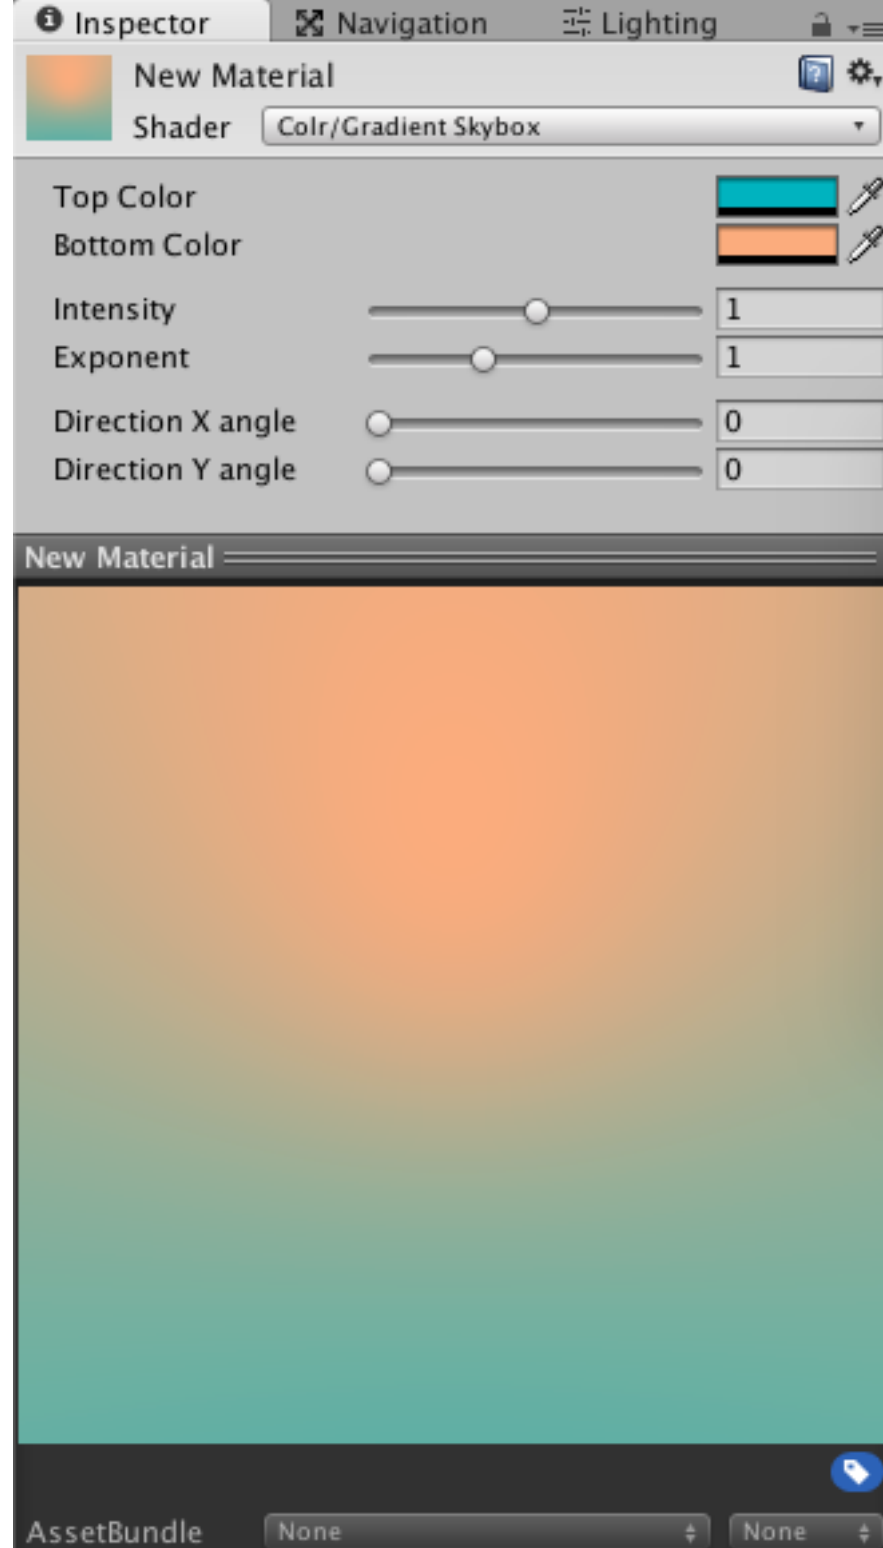 Inspector Navigation Lighting
New Material
Shader Colr/Gradient Skybox
Top Color
Bottom Color
Intensity 1
Exponent 1
Direction X angle 0
Direction Y angle 0
New Material
AssetBundle None None